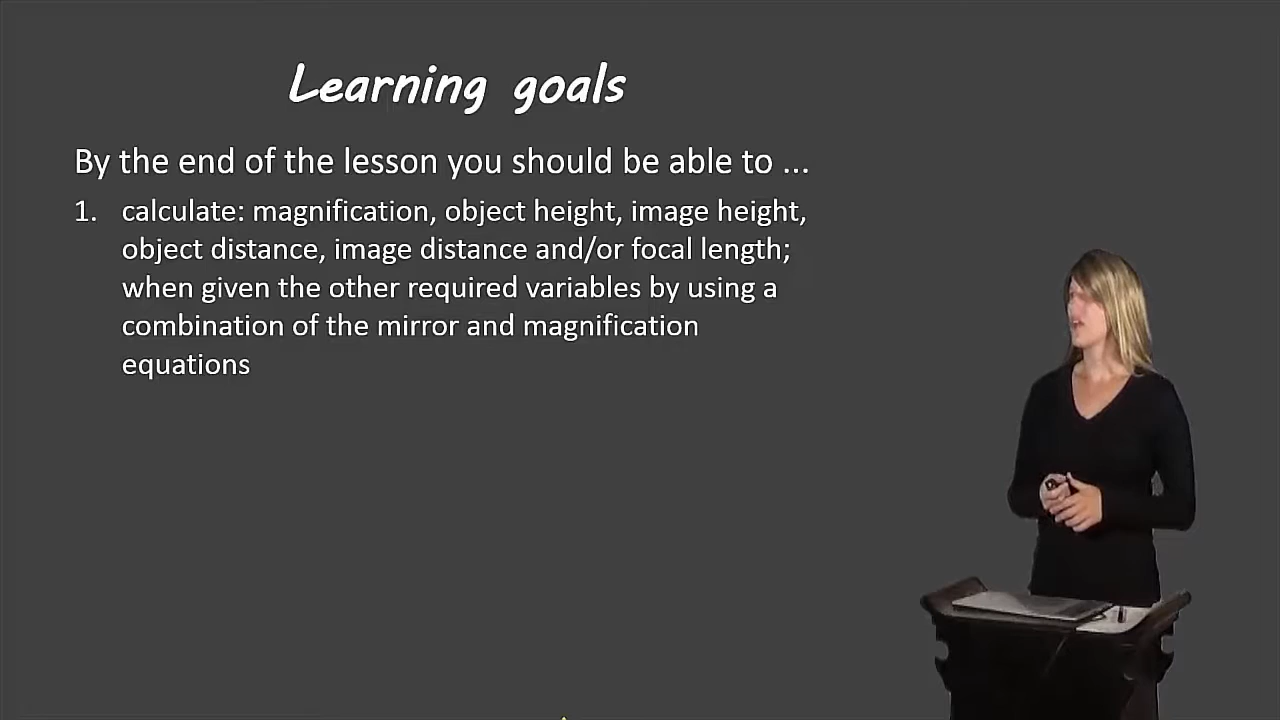 Learning goals
By the end of the lesson you should be able to ...
1. calculate: magnification, object height, image height,
object distance, image distance and/or focal length;
when given the other required variables by using a
combination of the mirror and magnification
equations